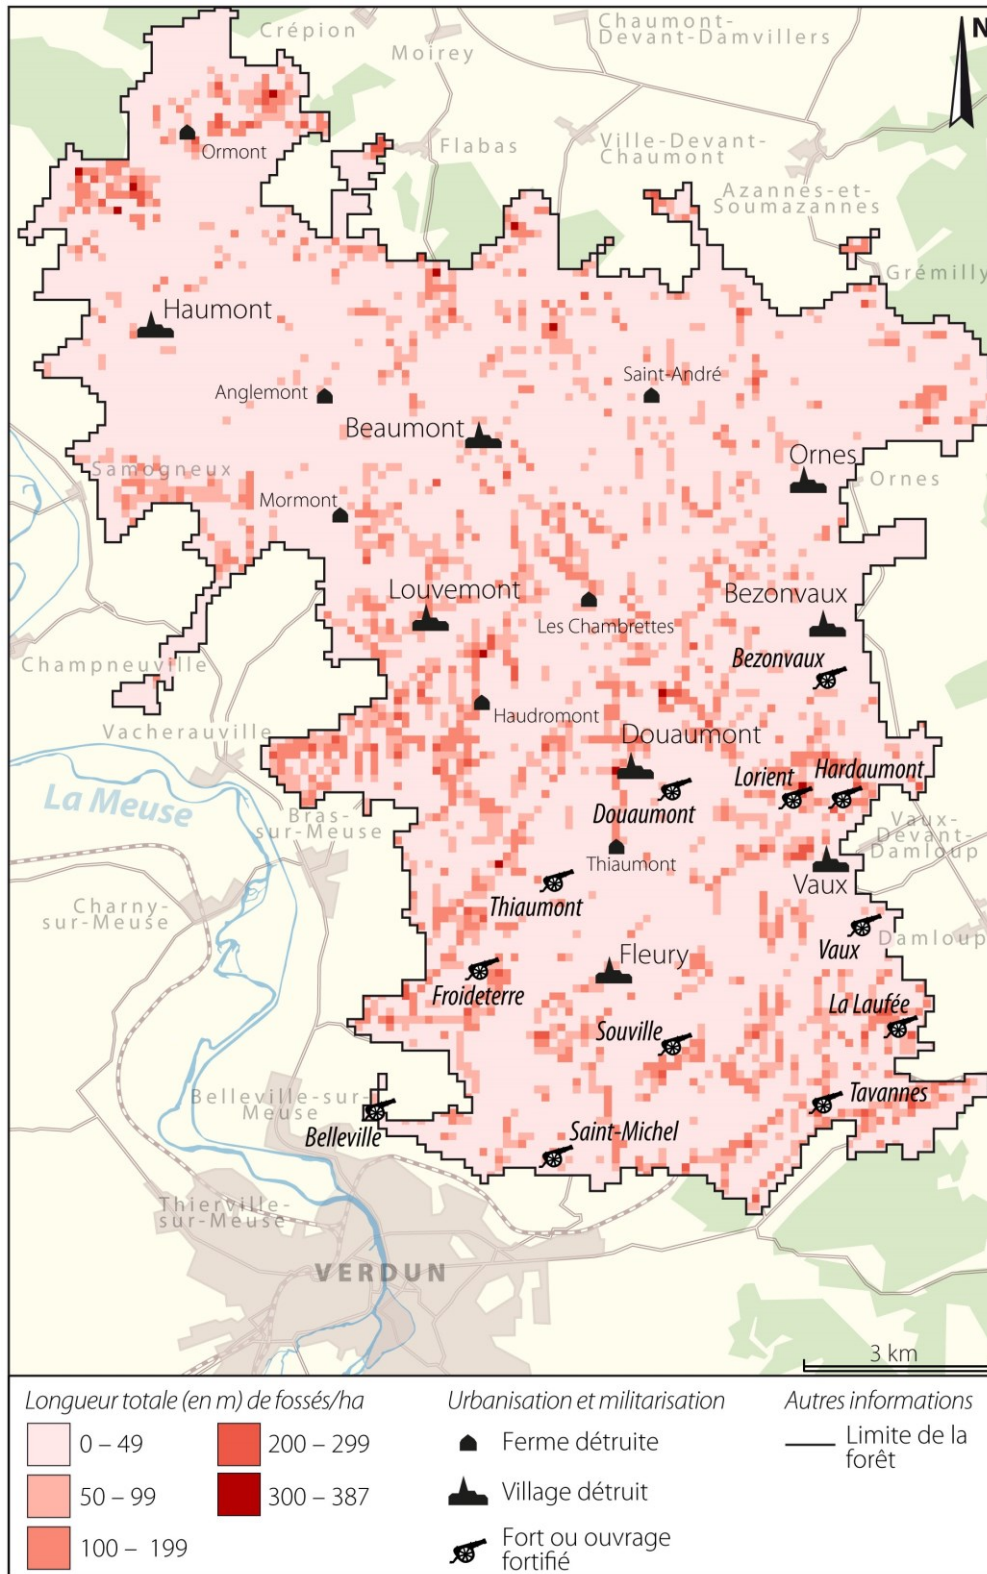 Crépion
Moirey
Chaumont-
Devant-Damvillers
N
Ormont
Flabas
Ville-Devant-
Chaumont
Azannes-et-
Soumazannes
Grémilly
Haumont
Anglemont
Saint-André
Beaumont
Samogneux
Ornes
Ornes
Mormont
Louvemont
Les Chambrettes
Bezonvaux
Bezonvaux
Champneuville
Vacherauville
Haudromont
Douaumont
La Meuse
Bras-
sur-Meuse
Douaumont
Lorient
Hardaumont
Vaux-
Devant-
Damloup
Thiaumont
Vaux
Charny-
sur-Meuse
Thiaumont
Vaux
Damloup
Fleury
Froideterre
La Laufée
Souville
Belleville-sur-
Meuse
Belleville
Tavannes
Saint-Michel
Thierville-
sur-Meuse
VERDUN
3 km
Longueur totale (en m) de fossés/ha
0 – 49
50 – 99
100 – 199
200 – 299
300 – 387
Urbanisation et militarisation
Ferme détruite
Village détruit
Fort ou ouvrage
fortifié
Autres informations
Limite de la
forêt